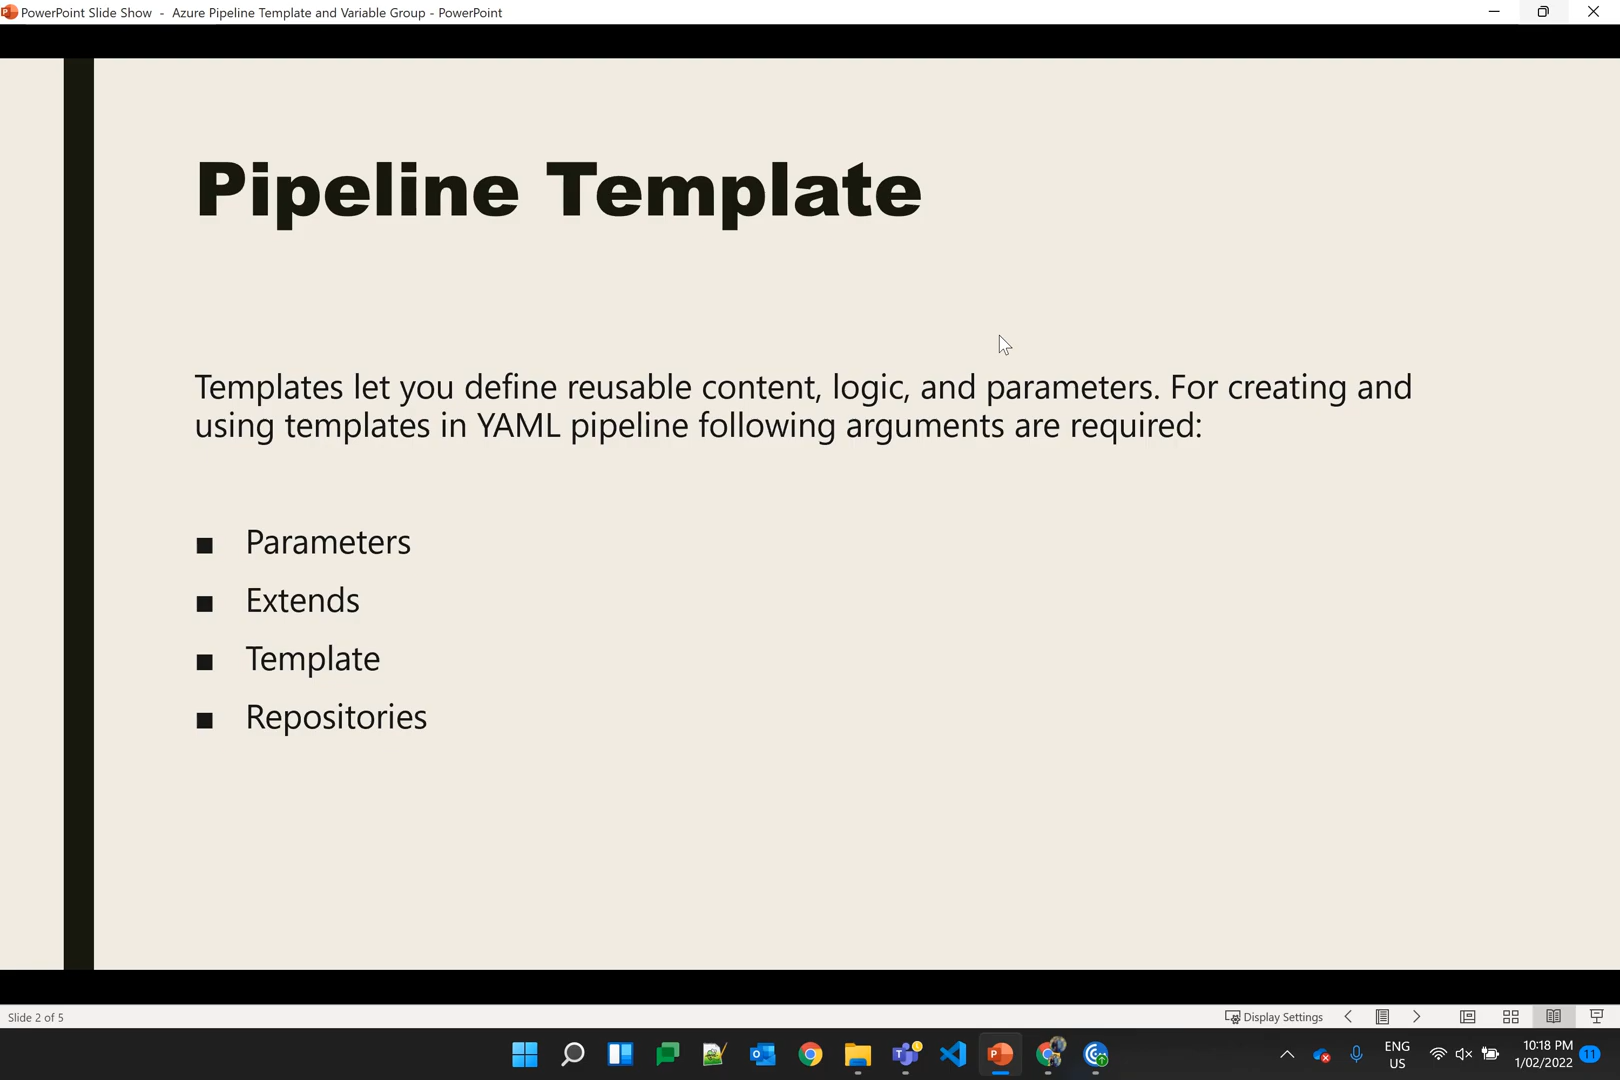 PowerPoint Slide Show - Azure Pipeline Template and Variable Group - PowerPoint
Pipeline Template
Templates let you define reusable content, logic, and parameters. For creating and
using templates in YAML pipeline following arguments are required:
■ Parameters
■ Extends
■ Template
■ Repositories
Slide 2 of 5
Display Settings
ENG
US
10:18 PM
1/02/2022
11